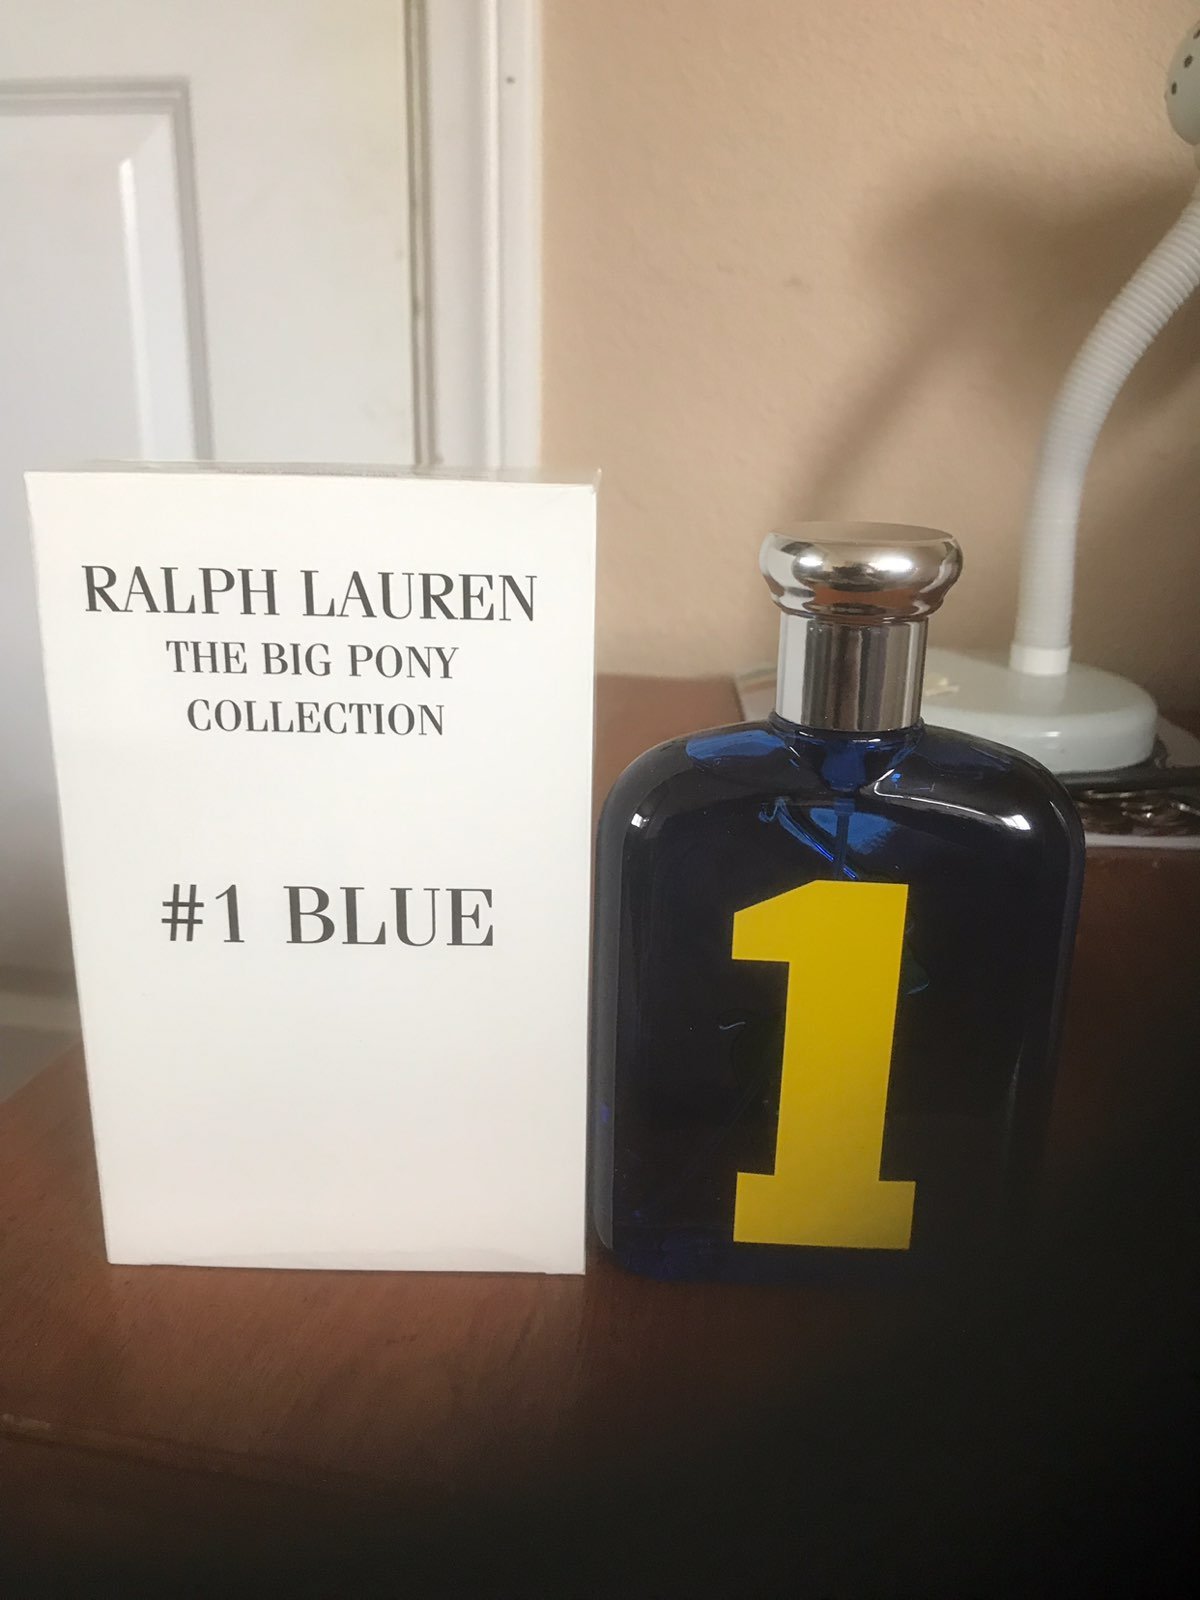 RALPH LAUREN
THE BIG PONY
COLLECTION
#1 BLUE
1